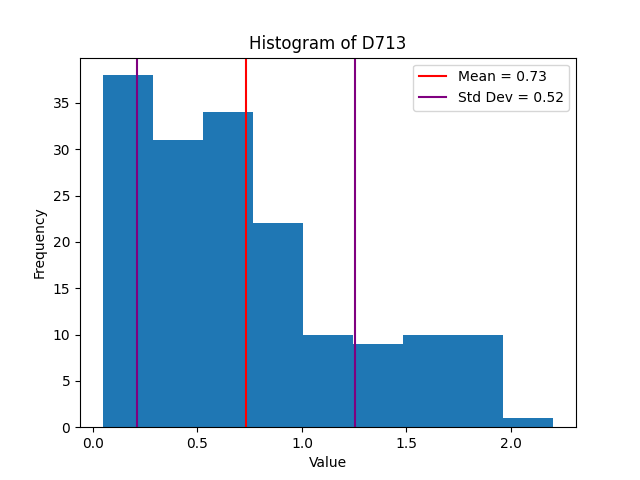 Histogram of D713
Mean = 0.73
Std Dev = 0.52
Frequency
35
30
25
20
15
10
5
0
0.0 0.5 1.0 1.5 2.0
Value